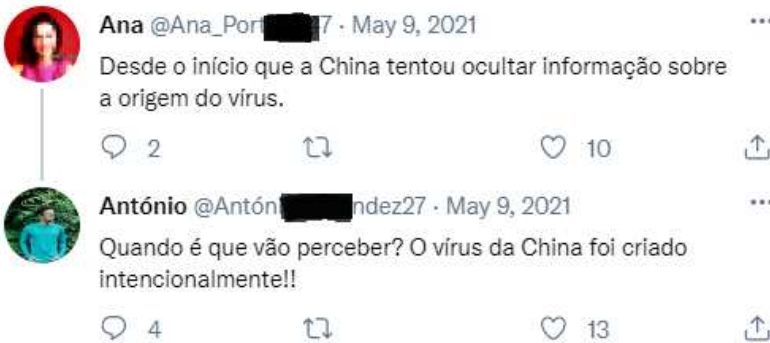 Ana @Ana_Port 7 · May 9, 2021
Desde o início que a China tentou ocultar informação sobre
a origem do vírus.
2 10
António @Antón ndez27 · May 9, 2021
Quando é que vão perceber? O vírus da China foi criado
intencionalmente!!
4 13